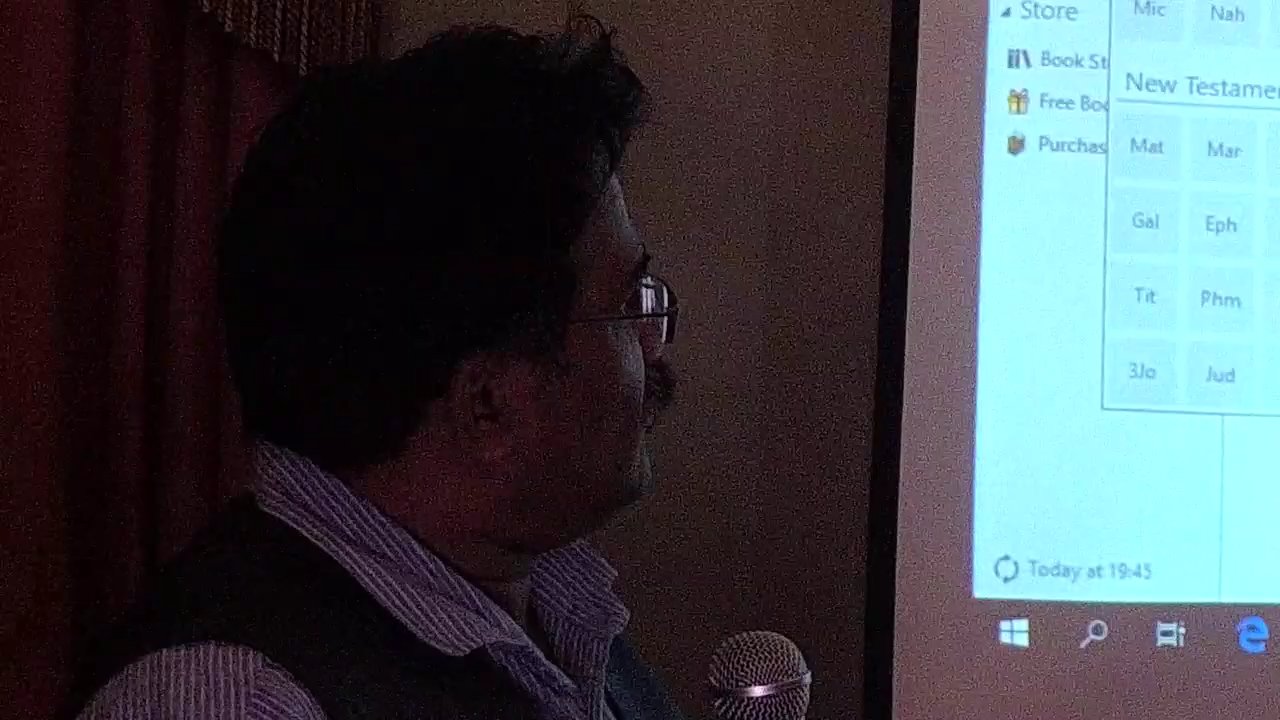 Store
Mic Nah
Book St
New Testamen
Free Boo
Purchas
Mat Mar
Gal Eph
Tit Phm
3Jo Jud
Today at 19:45